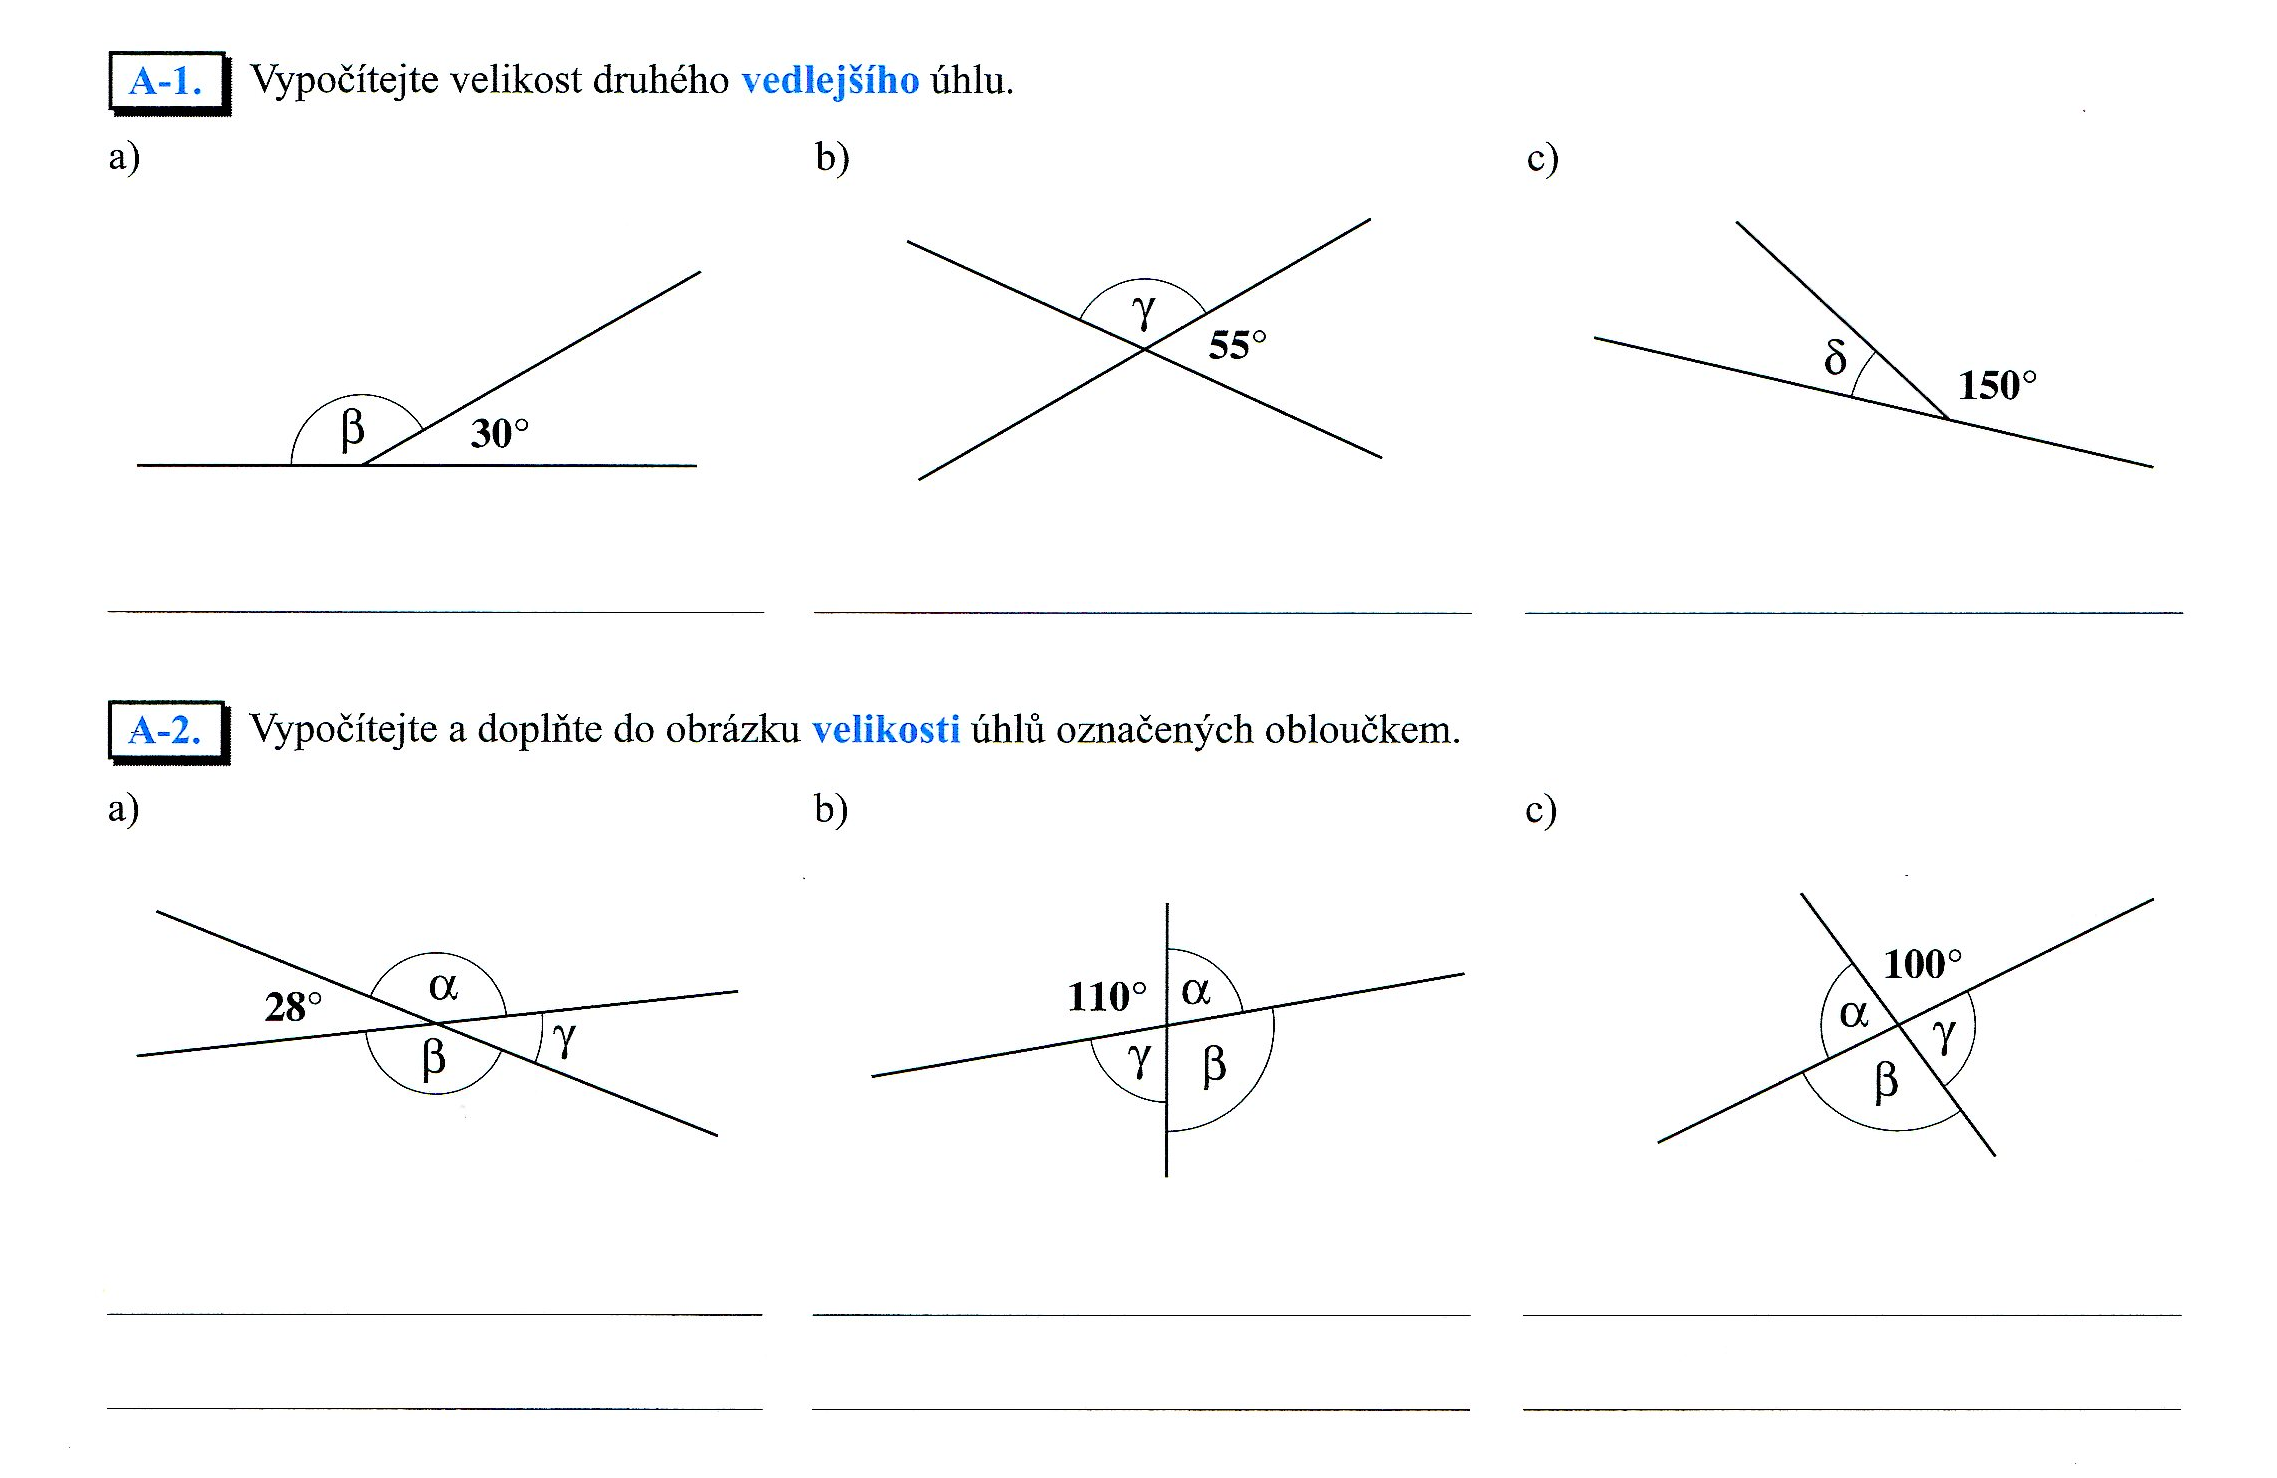 A-1. Vypočítejte velikost druhého vedlejšího úhlu.
a) b) c)
β 30°
γ 55°
δ 150°
A-2. Vypočítejte a doplňte do obrázku velikosti úhlů označených obloučkem.
a) b) c)
28° α β γ
110° α γ β
100° α γ β